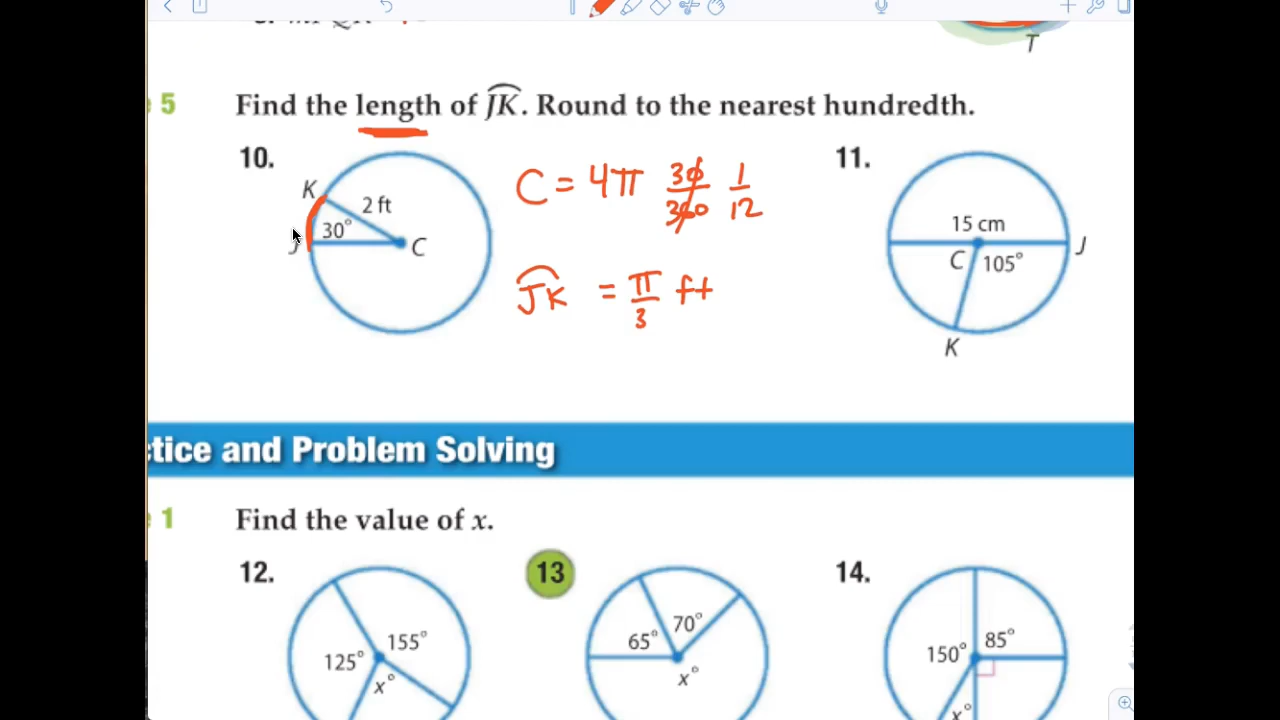 T
5 Find the length of JK. Round to the nearest hundredth.
10.
K
2 ft
30°
J
C
C = 4π 30/360 1/12
JK = π/3 ft
11.
15 cm
J
C 105°
K
ctice and Problem Solving
1 Find the value of x.
12.
155°
125°
x°
13
70°
65°
x°
14.
85°
150°
x°